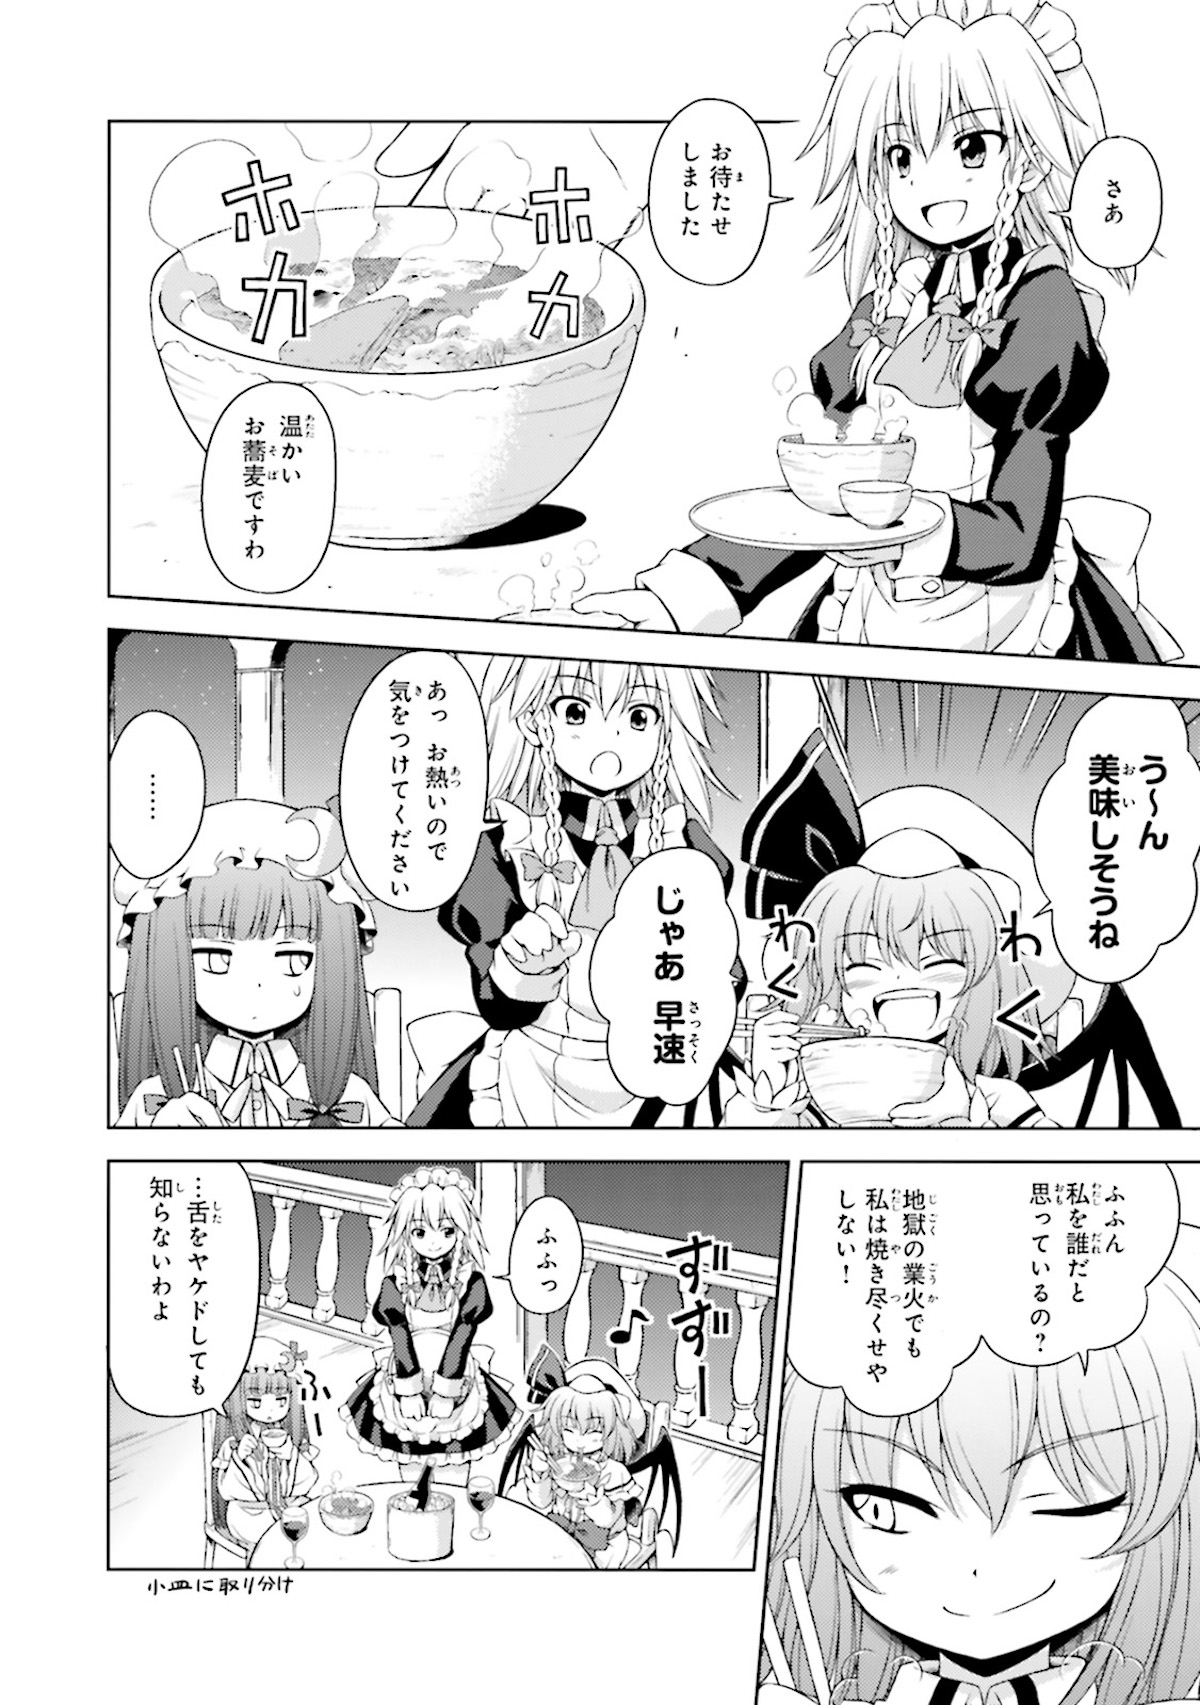 さあ
お待たせ
しました
ホカ
ホカ
温かい
お蕎麦ですわ
う〜ん
美味しそうね
わく
わく
じゃあ 早速
あっ お熱いので
気をつけてください
……
ふふん
私を誰だと
思っているの？
地獄の業火でも
私は焼き尽くせや
しない！
ずずー
♪
ふふっ
ふー
…舌をヤケドしても
知らないわよ
小皿に取り分け